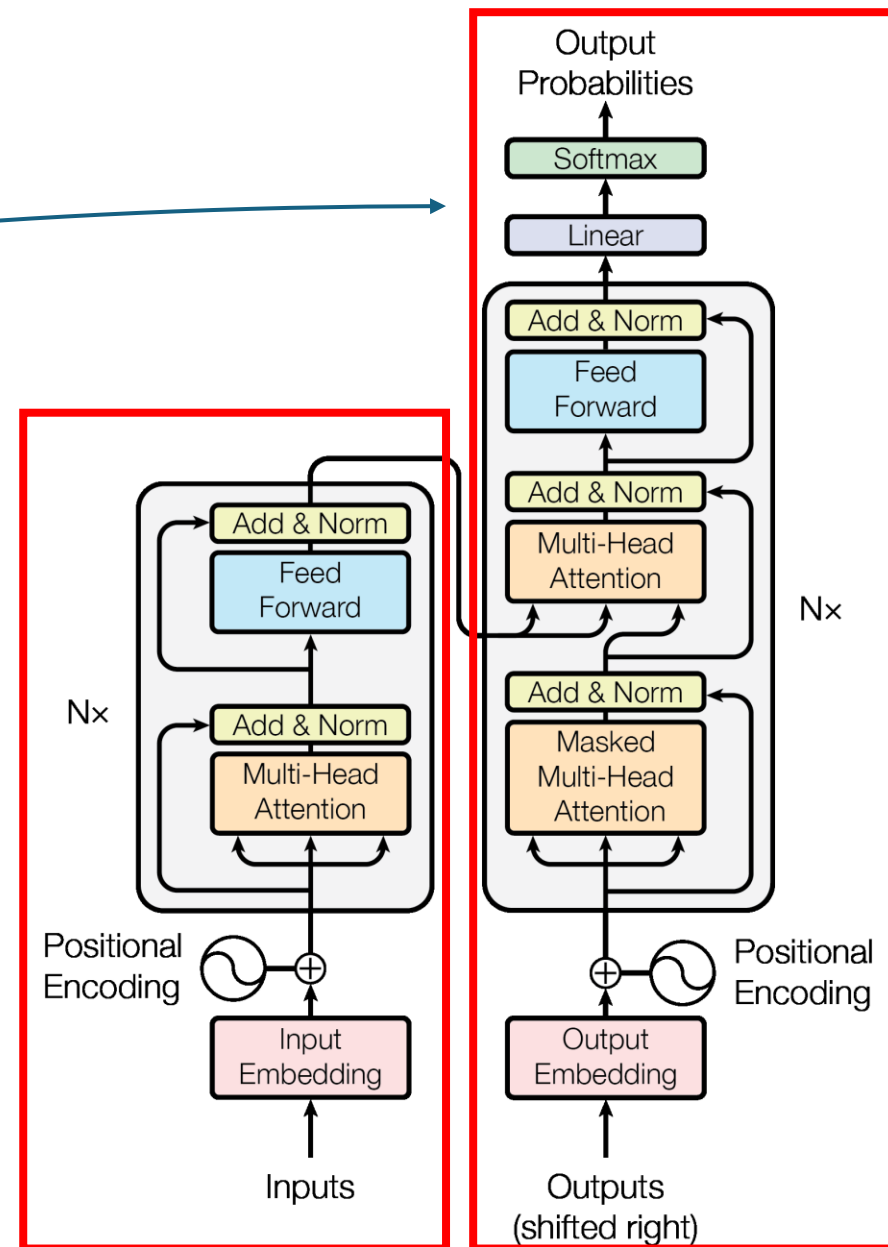 Output
Probabilities
Softmax
Linear
Add & Norm
Feed
Forward
Add & Norm
Multi-Head
Attention
Add & Norm
Masked
Multi-Head
Attention
Nx
Positional
Encoding
Output
Embedding
Outputs
(shifted right)
Add & Norm
Feed
Forward
Add & Norm
Multi-Head
Attention
Nx
Positional
Encoding
Input
Embedding
Inputs